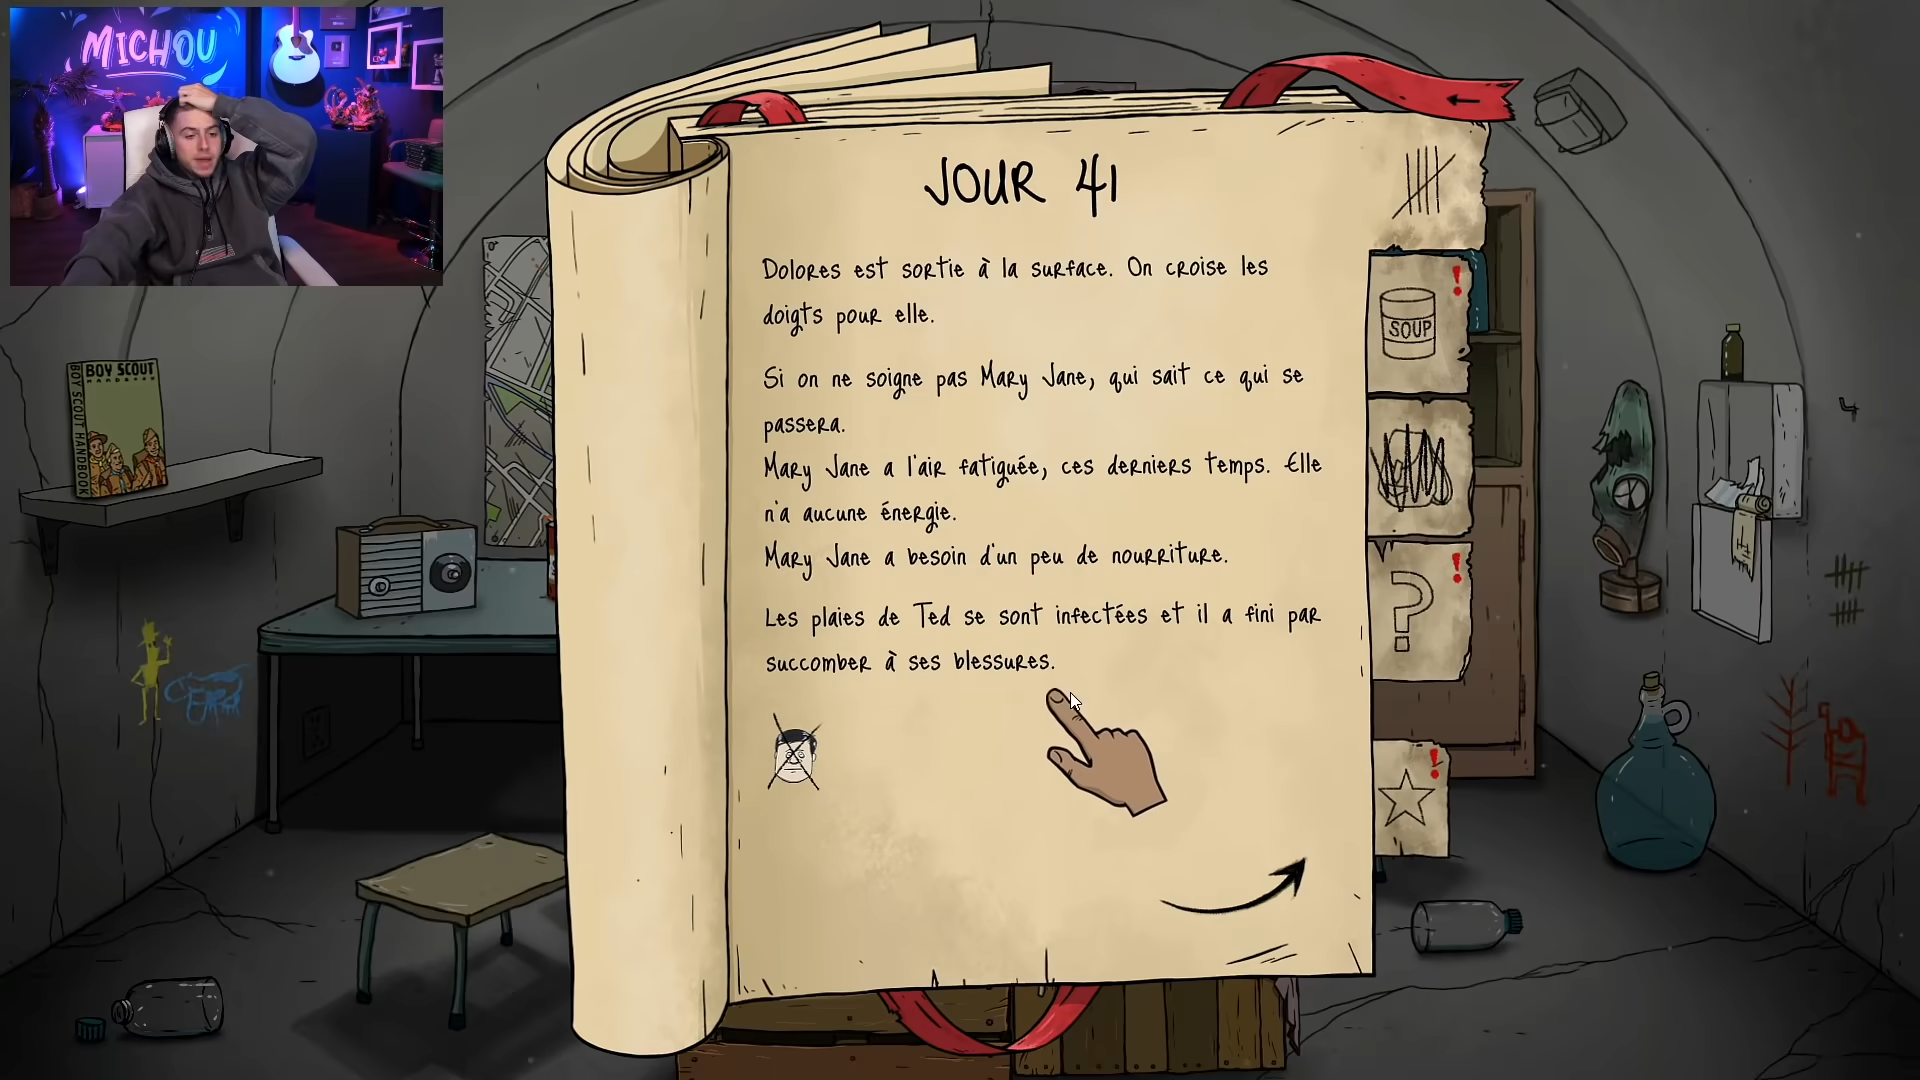 MICHOU
JOUR 41
Dolores est sortie à la surface. On croise les
doigts pour elle.
Si on ne soigne pas Mary Jane, qui sait ce qui se
passera.
Mary Jane a l'air fatiguée, ces derniers temps. Elle
n'a aucune énergie.
Mary Jane a besoin d'un peu de nourriture.
Les plaies de Ted se sont infectées et il a fini par
succomber à ses blessures.
SOUP
!
!
?
!
BOY SCOUT
HANDBOOK
BOY SCOUT HANDBOOK